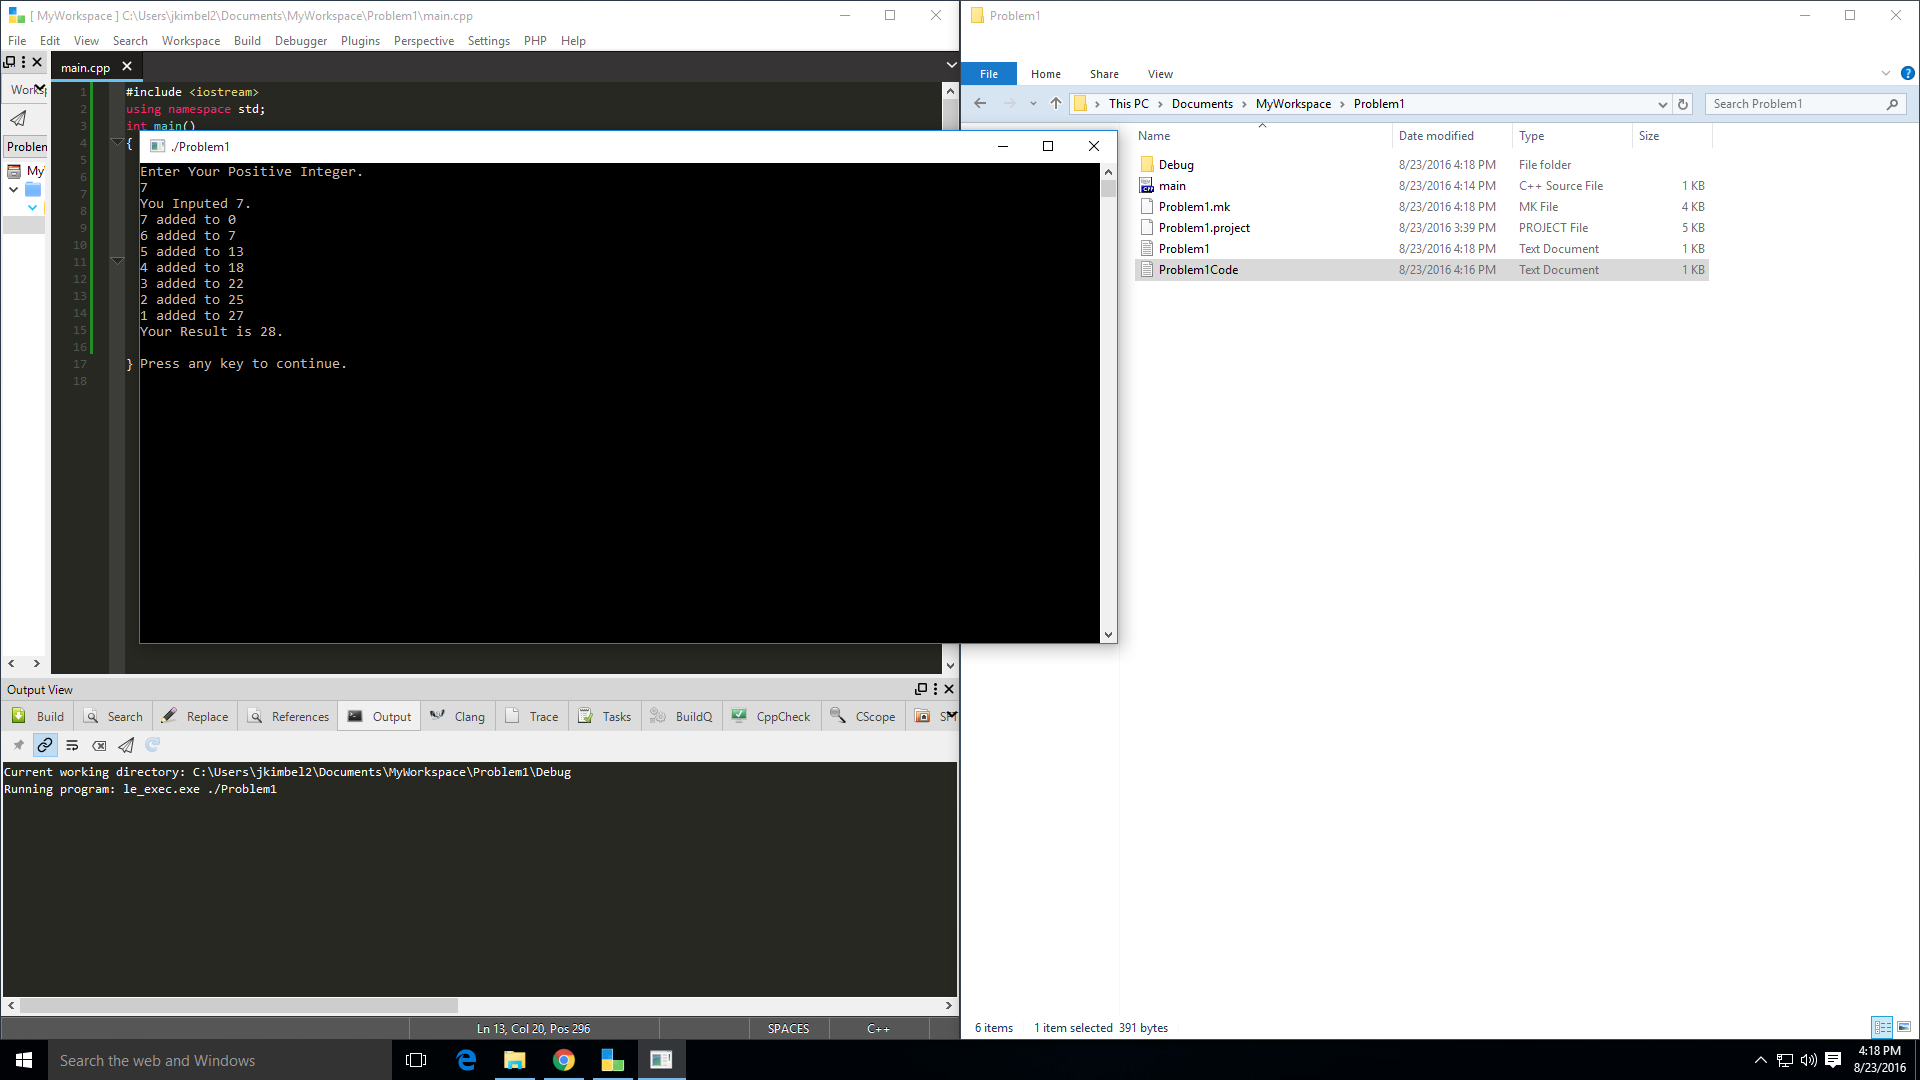 [ MyWorkspace ] C:\Users\jkimbel2\Documents\MyWorkspace\Problem1\main.cpp
File Edit View Search Workspace Build Debugger Plugins Perspective Settings PHP Help
main.cpp
1 #include <iostream>
2 using namespace std;
3 int main()
4 {
5
6
7
8
9
10
11
12
13
14
15
16
17 }
18
Problem
My
./Problem1
Enter Your Positive Integer.
7
You Inputed 7.
7 added to 0
6 added to 7
5 added to 13
4 added to 18
3 added to 22
2 added to 25
1 added to 27
Your Result is 28.
Press any key to continue.
Output View
Build Search Replace References Output Clang Trace Tasks BuildQ CppCheck CScope
Current working directory: C:\Users\jkimbel2\Documents\MyWorkspace\Problem1\Debug
Running program: le_exec.exe ./Problem1
Ln 13, Col 20, Pos 296 SPACES C++
Problem1
File Home Share View
This PC Documents MyWorkspace Problem1 Search Problem1
Name Date modified Type Size
Debug 8/23/2016 4:18 PM File folder
main 8/23/2016 4:14 PM C++ Source File 1 KB
Problem1.mk 8/23/2016 4:18 PM MK File 4 KB
Problem1.project 8/23/2016 3:39 PM PROJECT File 5 KB
Problem1 8/23/2016 4:18 PM Text Document 1 KB
Problem1Code 8/23/2016 4:16 PM Text Document 1 KB
6 items 1 item selected 391 bytes
Search the web and Windows
4:18 PM
8/23/2016